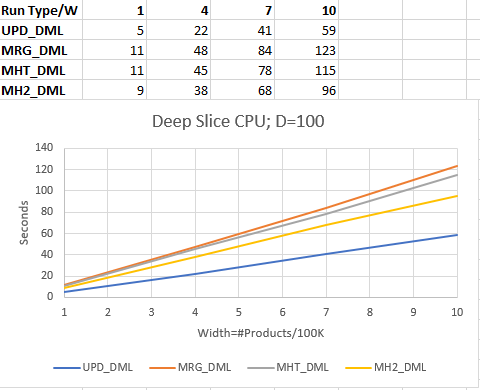 Run Type/W 1 4 7 10
UPD_DML 5 22 41 59
MRG_DML 11 48 84 123
MHT_DML 11 45 78 115
MH2_DML 9 38 68 96
Deep Slice CPU; D=100
140
120
100
80
60
40
20
0
Seconds
1 2 3 4 5 6 7 8 9 10
Width=#Products/100K
UPD_DML MRG_DML MHT_DML MH2_DML